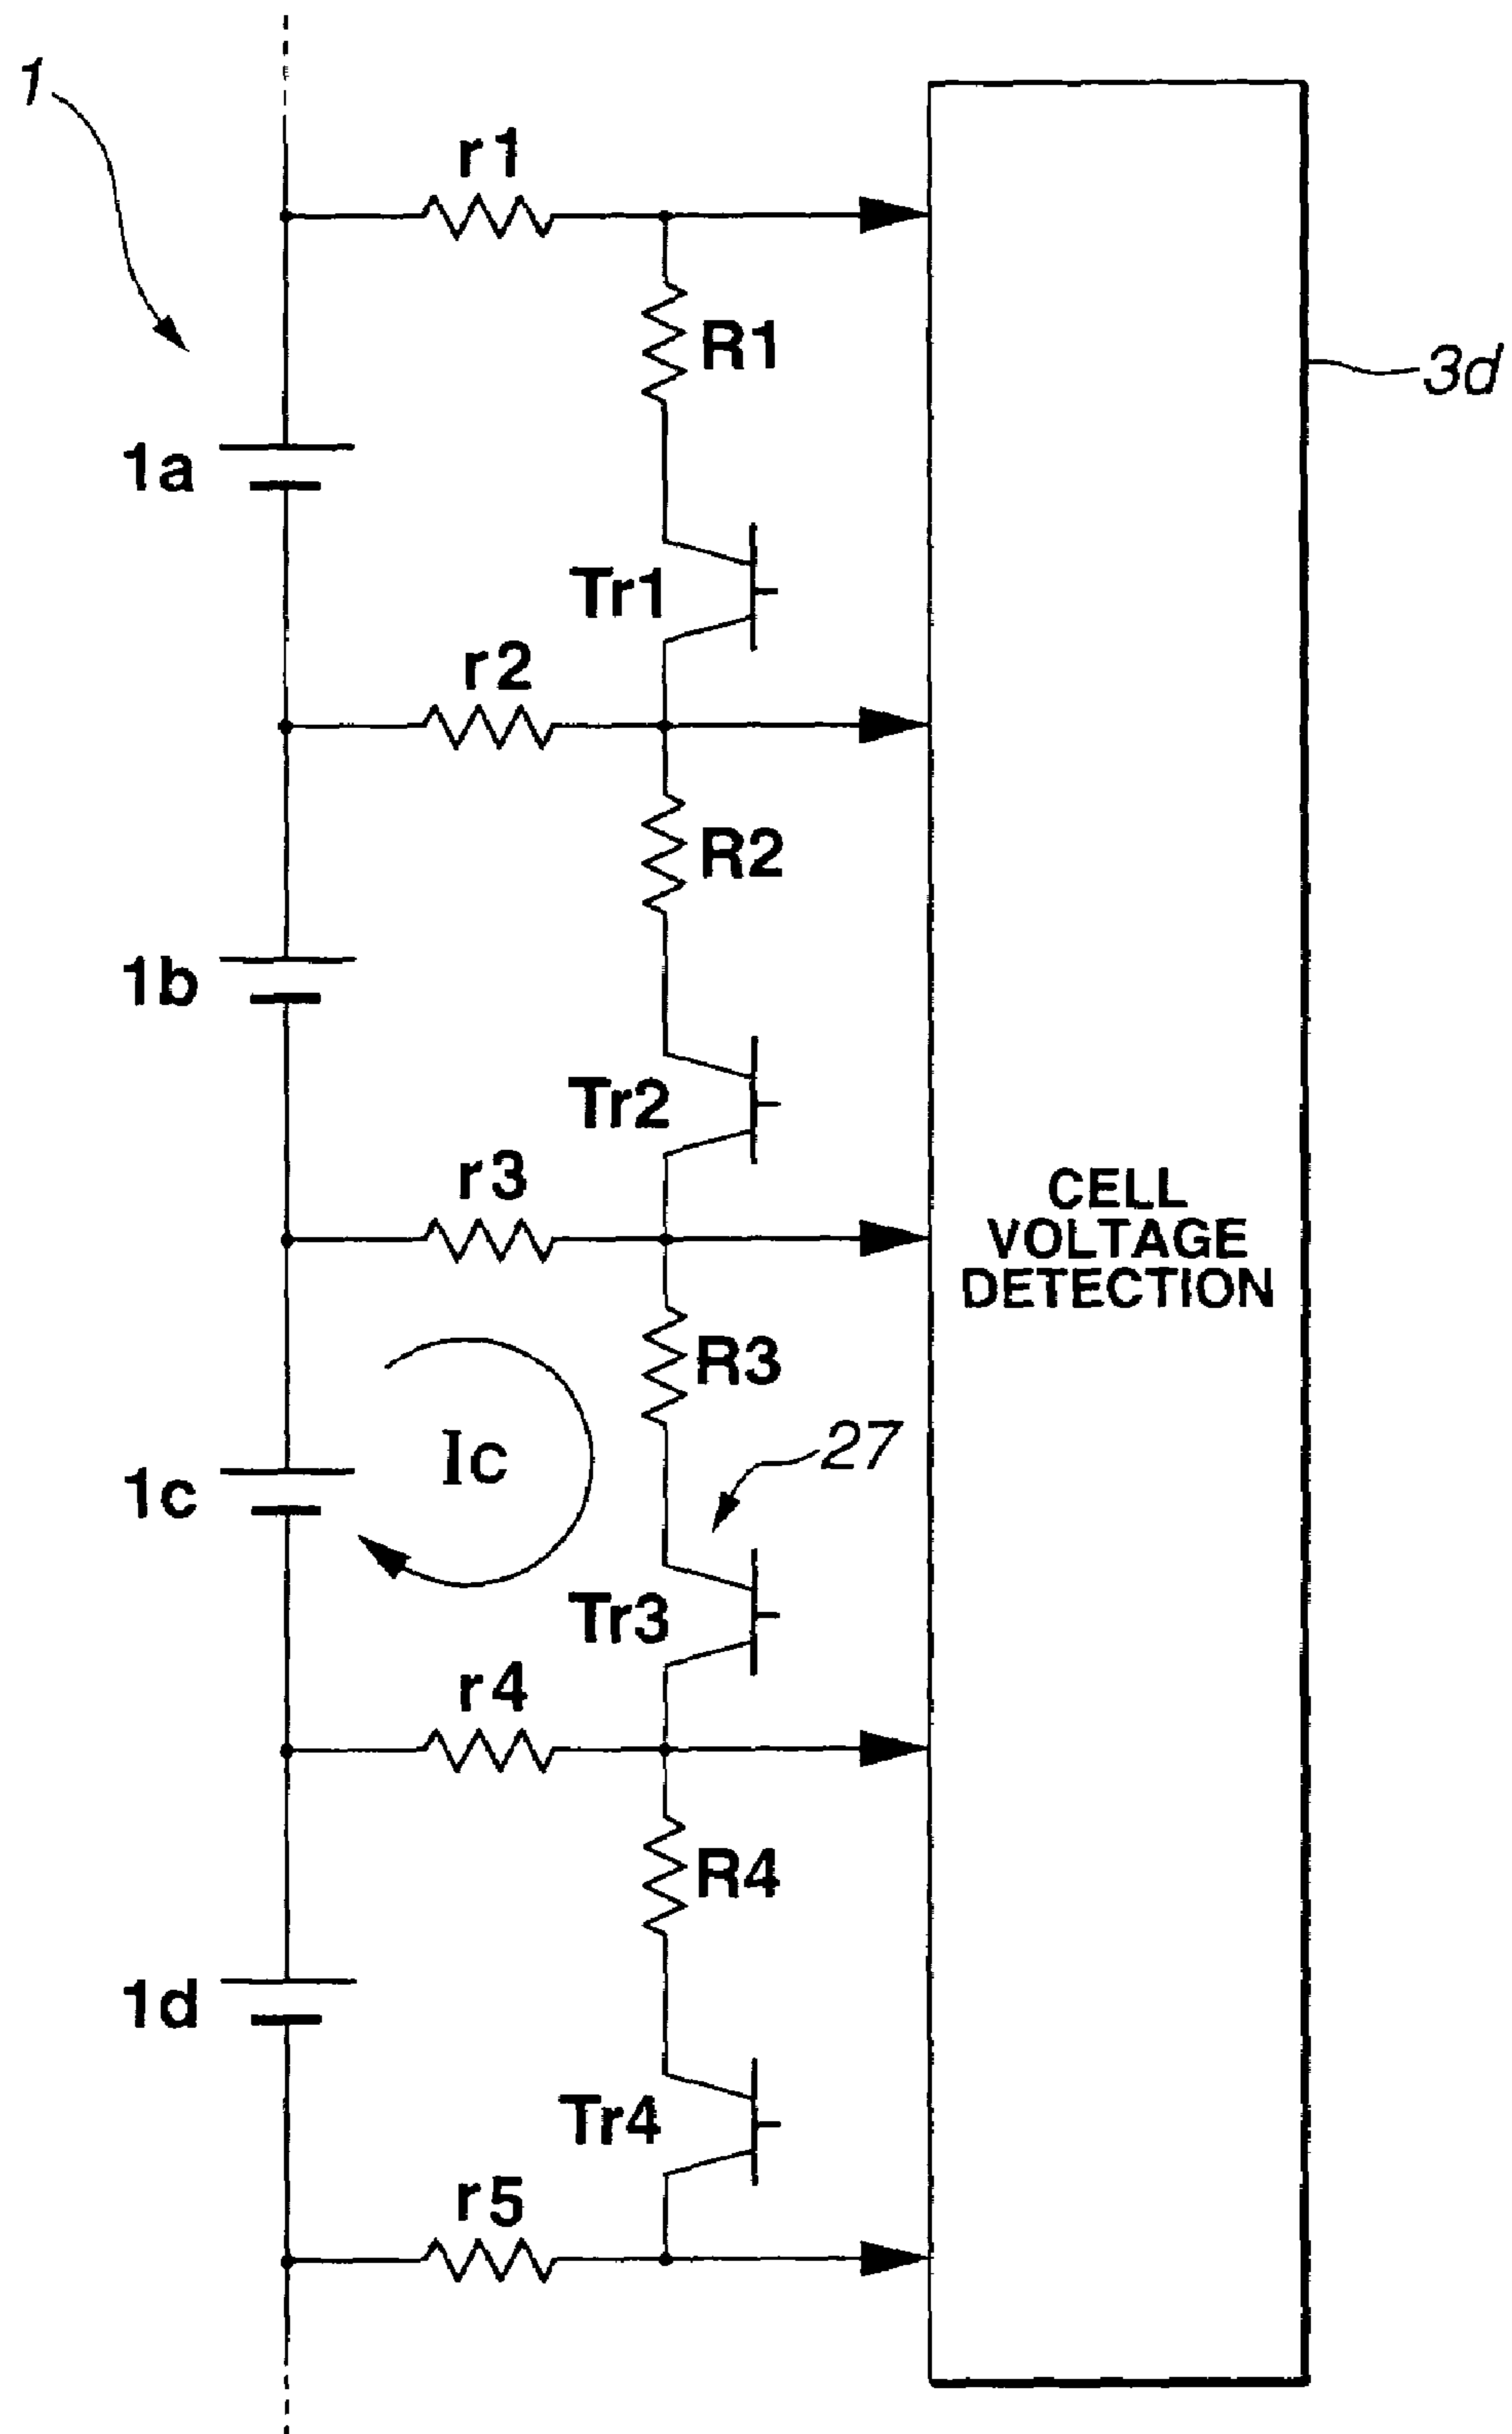 1
r1
R1
3d
1a
Tr1
r2
R2
1b
Tr2
r3
CELL
VOLTAGE
DETECTION
R3
Ic
27
1c
Tr3
r4
R4
1d
Tr4
r5